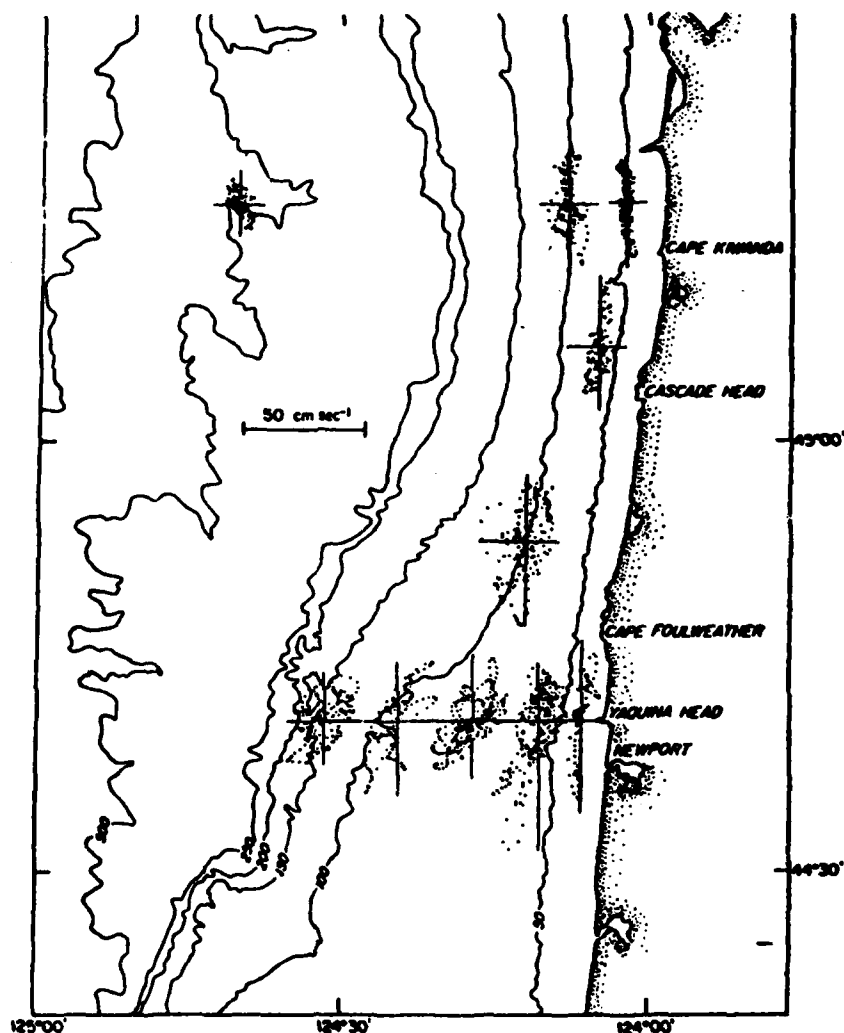 CAPE KIWANDA
50 cm sec⁻¹
CASCADE HEAD
45°00'
CAPE FOULWEATHER
YAQUINA HEAD
NEWPORT
500
250
200
150
100
50
44°30'
125°00'
124°30'
124°00'